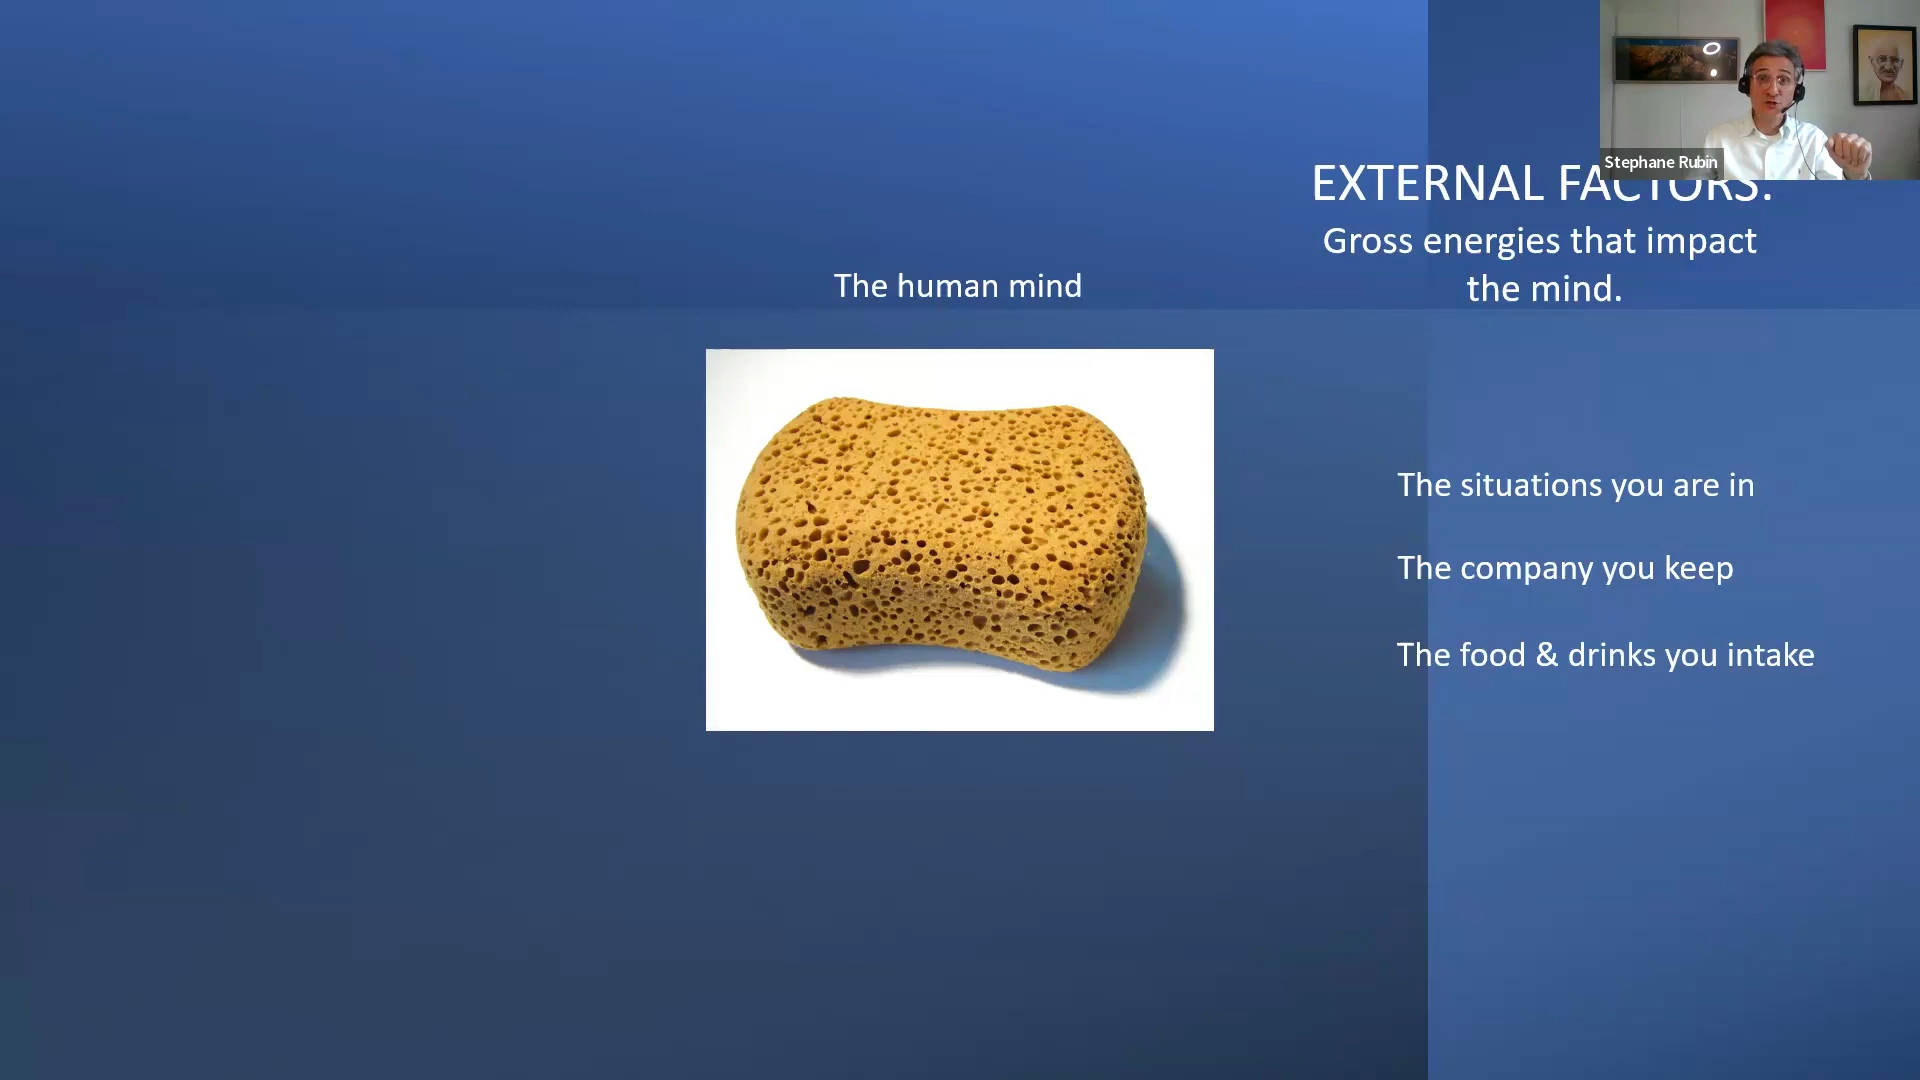 Stephane Rubin
EXTERNAL FACTORS:
Gross energies that impact
the mind.
The human mind
The situations you are in
The company you keep
The food & drinks you intake